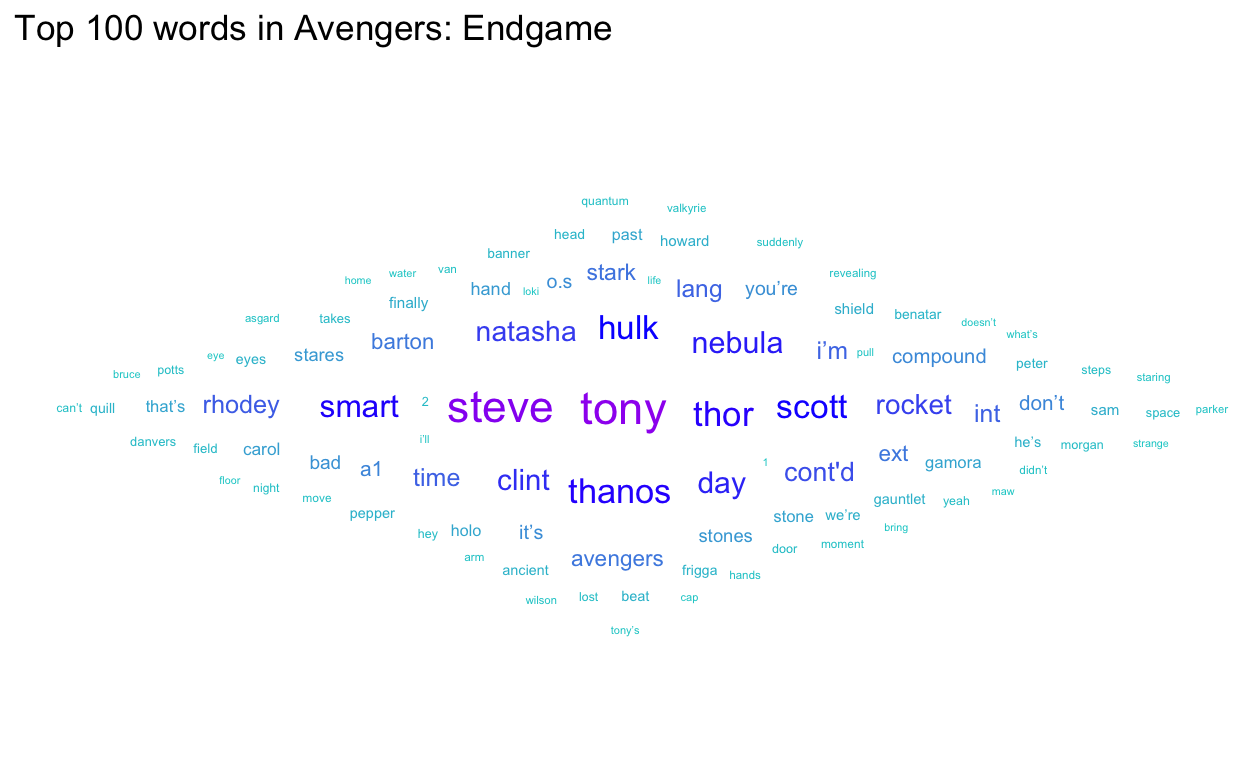 Top 100 words in Avengers: Endgame
quantum
valkyrie
head past howard suddenly
banner
home water van stark life revealing
hand loki o.s lang you're
finally shield
asgard takes benatar doesn't
barton natasha hulk nebula what's
eye eyes stares i'm pull compound
bruce potts peter steps staring
can't quill that's rhodey smart 2 steve tony thor scott rocket int don't sam space parker
danvers field carol i'll he's morgan strange
bad a1 1 ext gamora didn't
floor night move time clint thanos day cont'd gauntlet yeah maw
pepper stone we're bring
hey holo it's stones door moment
arm ancient avengers frigga hands
wilson lost beat cap
tony's